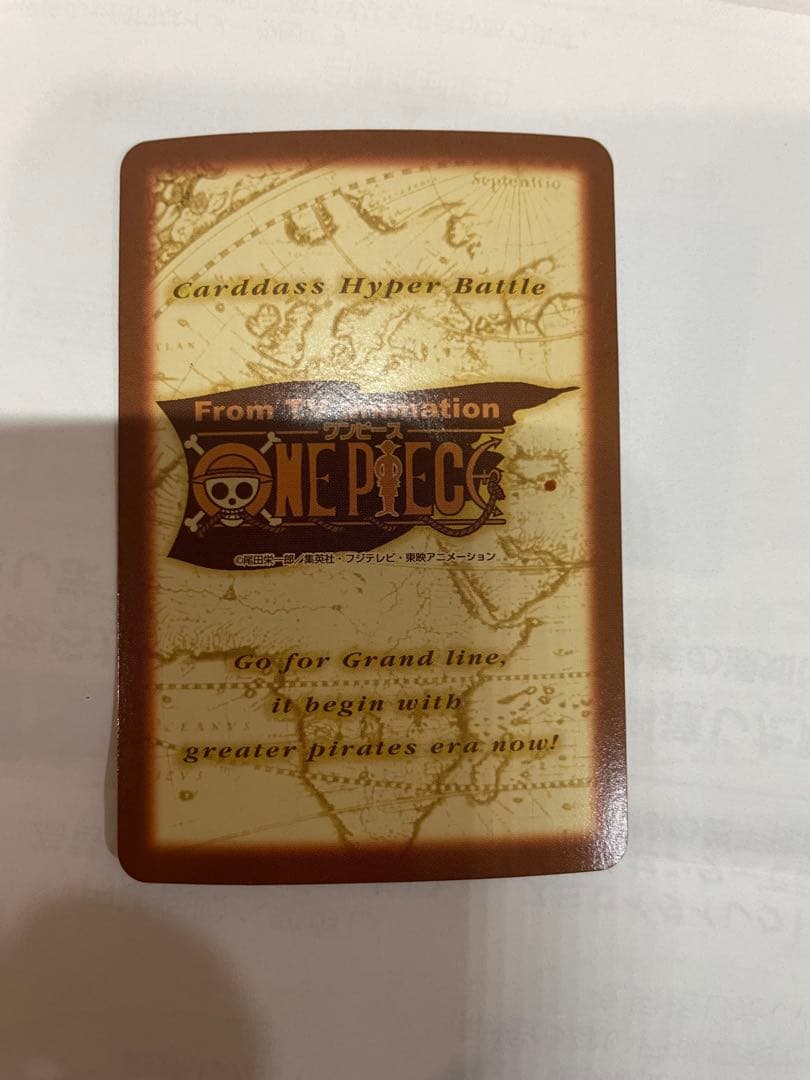 Septentrio
Carddass Hyper Battle
From TV animation
ワンピース
ONE PIECE
©尾田栄一郎／集英社・フジテレビ・東映アニメーション
Go for Grand line,
it begin with
greater pirates era now!